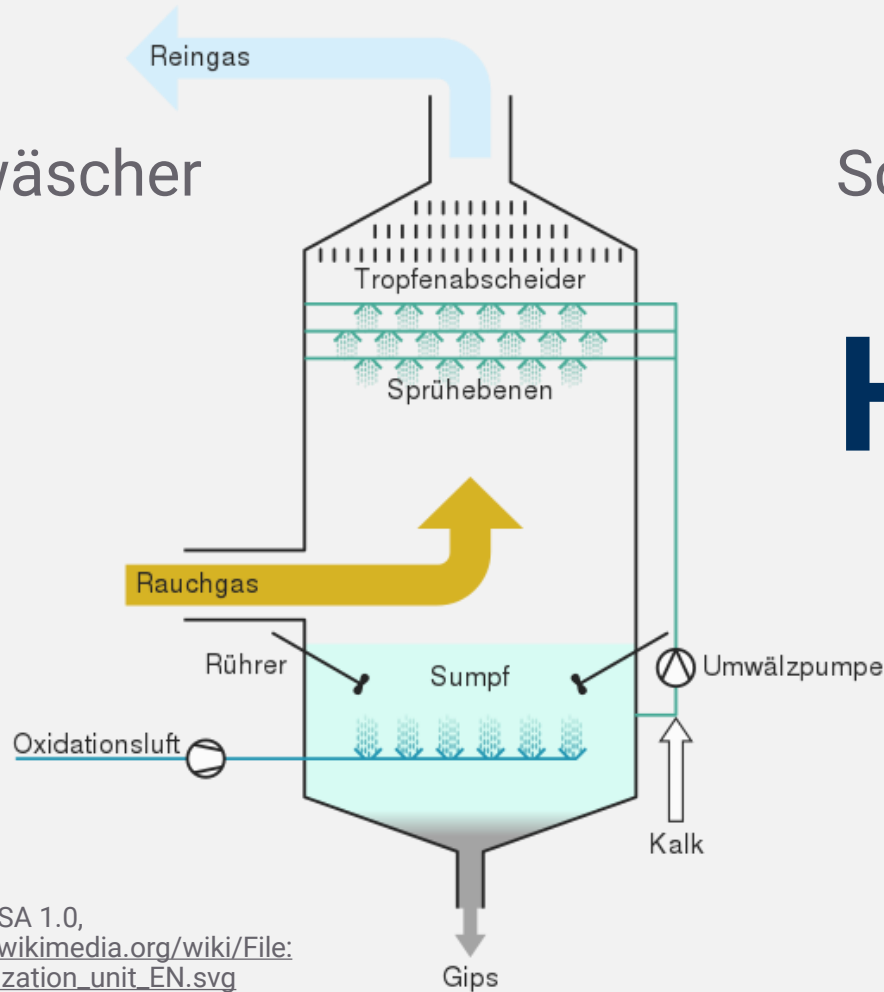 Reingas
wäscher
Sc
Tropfenabscheider
Sprühebenen
H
Rauchgas
Rührer
Sumpf
Umwälzpumpe
Oxidationsluft
Kalk
SA 1.0,
wikimedia.org/wiki/File:
zation_unit_EN.svg
Gips